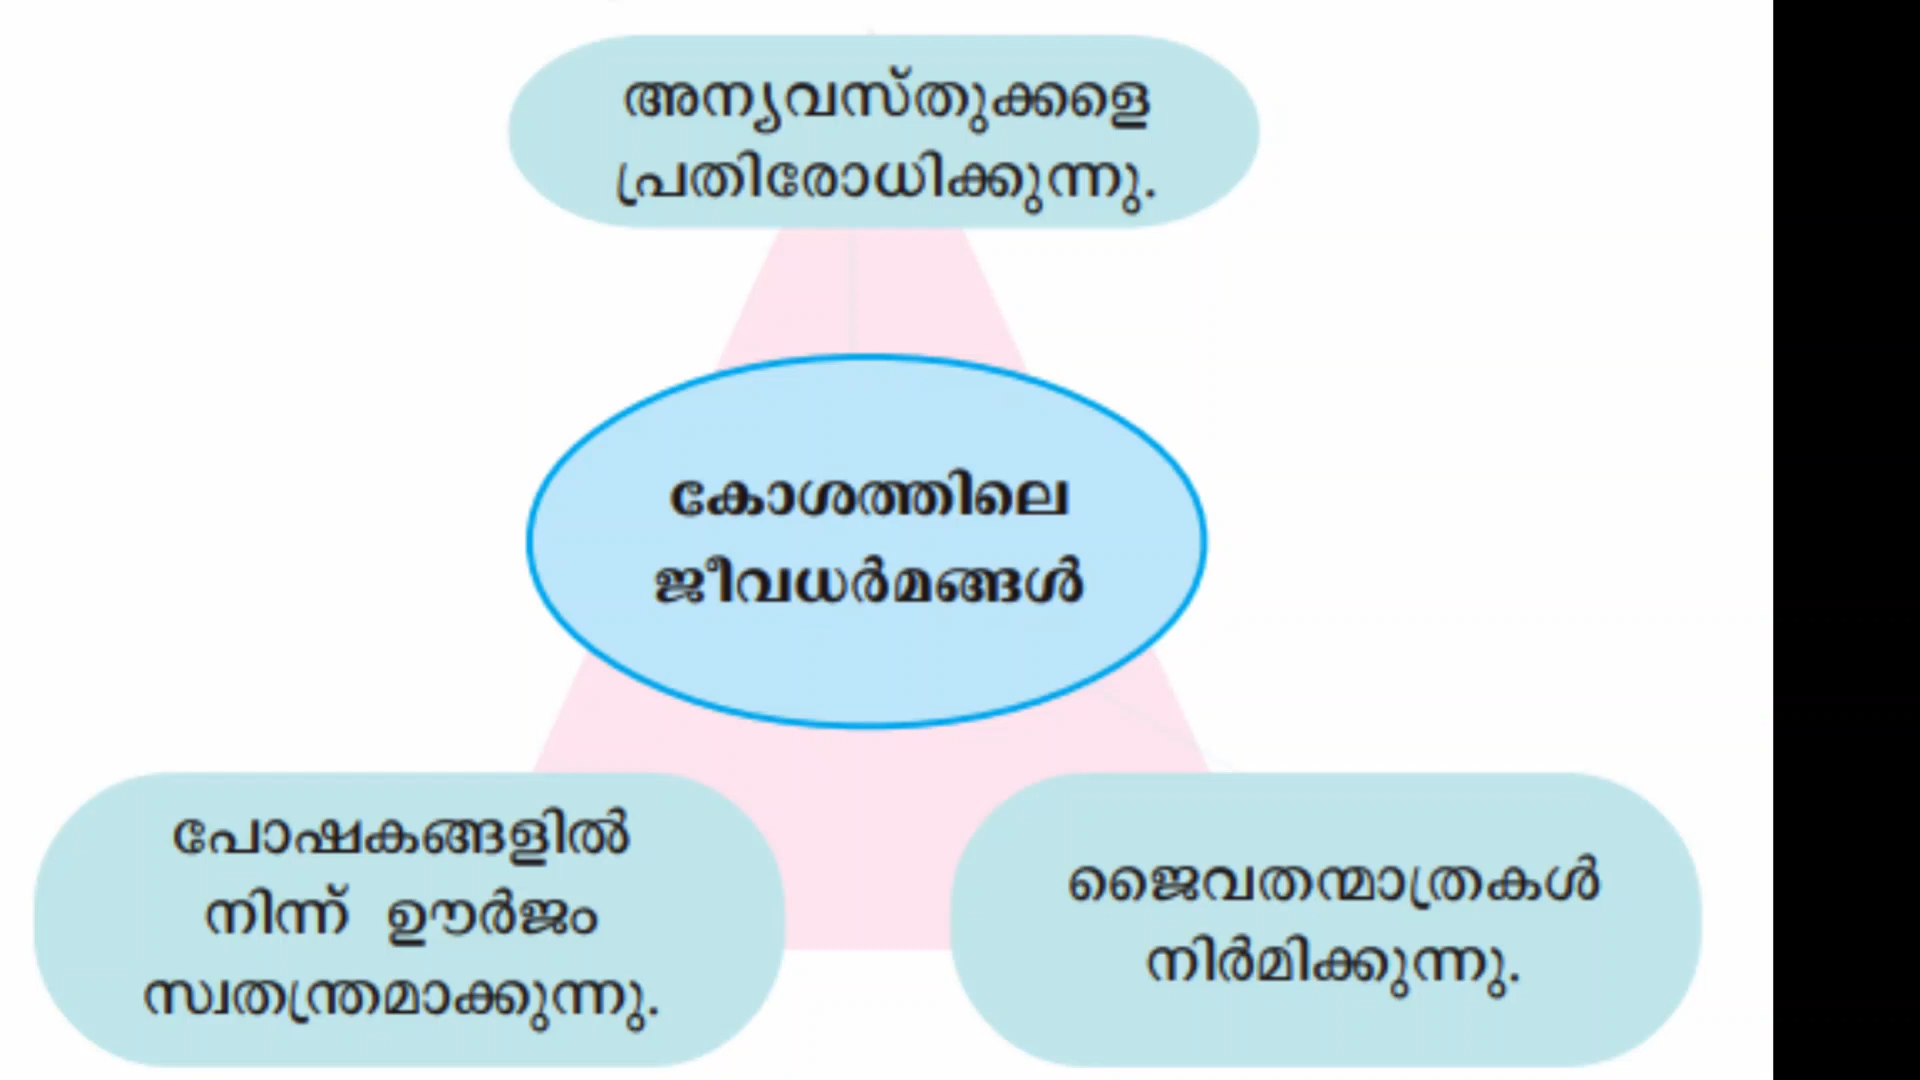 അന്യവസ്തുക്കളെ
പ്രതിരോധിക്കുന്നു.
കോശത്തിലെ
ജീവധർമങ്ങൾ
പോഷകങ്ങളിൽ
നിന്ന് ഊർജം
സ്വതന്ത്രമാക്കുന്നു.
ജൈവതന്മാത്രകൾ
നിർമിക്കുന്നു.